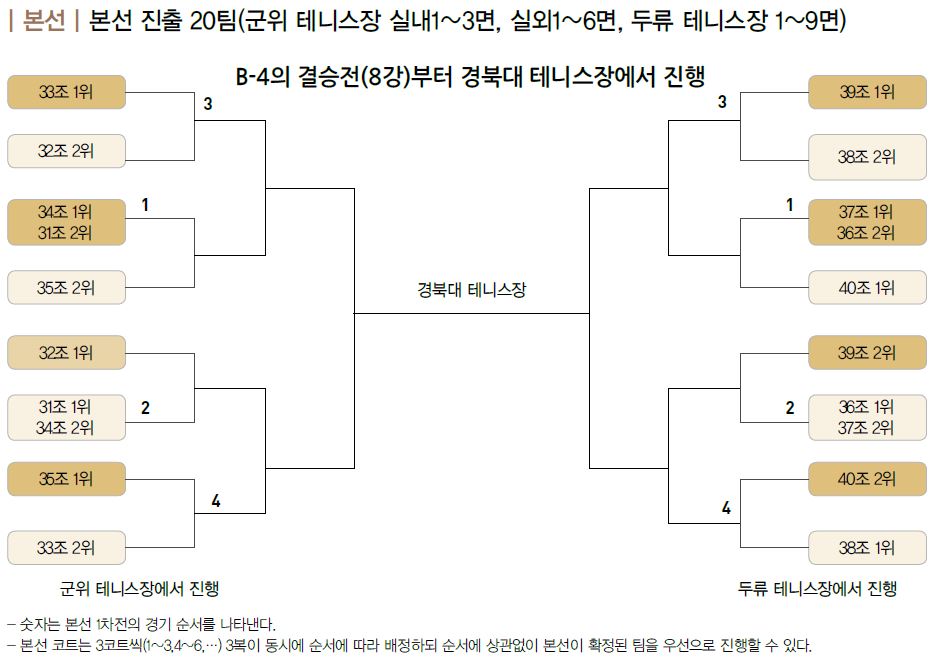 | 본선 | 본선 진출 20팀(군위 테니스장 실내1~3면, 실외1~6면, 두류 테니스장 1~9면)
B-4의 결승전(8강)부터 경북대 테니스장에서 진행
33조 1위
3
32조 2위
34조 1위
31조 2위
1
35조 2위
32조 1위
31조 1위
34조 2위
2
35조 1위
4
33조 2위
군위 테니스장에서 진행
경북대 테니스장
3
39조 1위
38조 2위
1
37조 1위
36조 2위
40조 1위
39조 2위
2
36조 1위
37조 2위
40조 2위
4
38조 1위
두류 테니스장에서 진행
– 숫자는 본선 1차전의 경기 순서를 나타낸다.
– 본선 코트는 3코트씩(1~3,4~6,…) 3복이 동시에 순서에 따라 배정하되 순서에 상관없이 본선이 확정된 팀을 우선으로 진행할 수 있다.